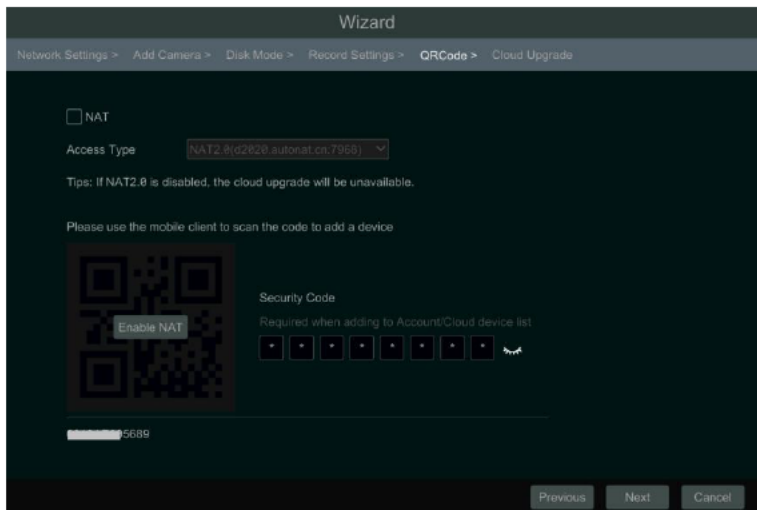 Wizard
Network Settings > Add Camera > Disk Mode > Record Settings > QRCode > Cloud Upgrade
NAT
Access Type NAT2.0(d2020.autonat.cn:7968)
Tips: If NAT2.0 is disabled, the cloud upgrade will be unavailable.
Please use the mobile client to scan the code to add a device
Enable NAT
Security Code
Required when adding to Account/Cloud device list
* * * * * * * *
5689
Previous Next Cancel